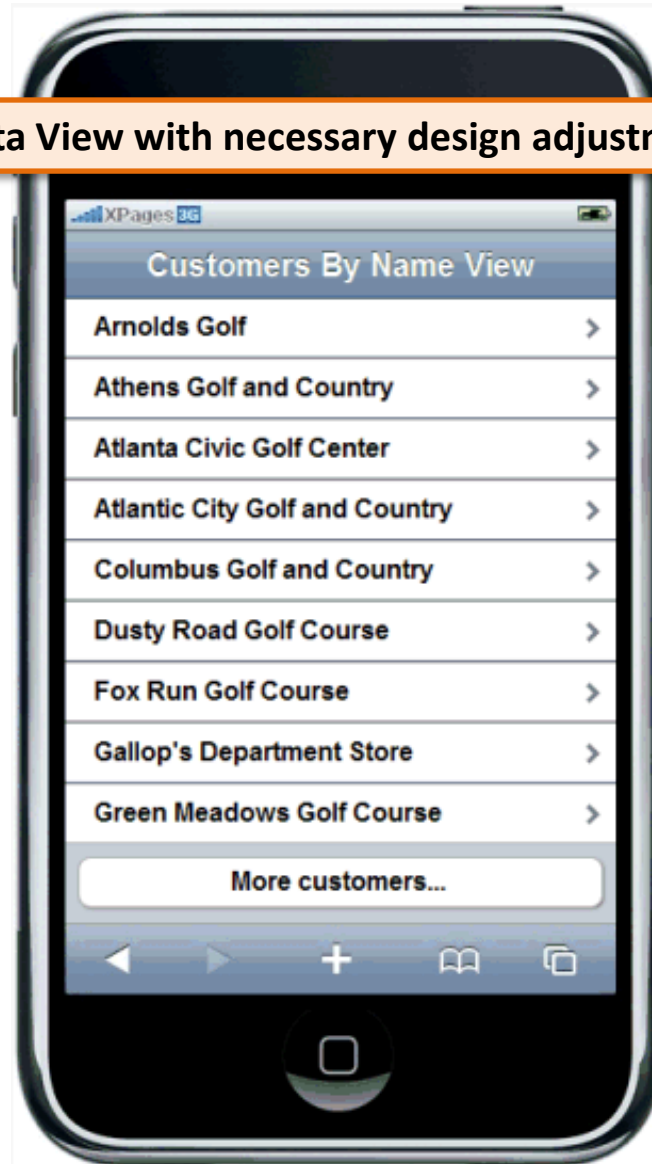 ta View with necessary design adjustr
XPages 3G
Customers By Name View
Arnolds Golf
Athens Golf and Country
Atlanta Civic Golf Center
Atlantic City Golf and Country
Columbus Golf and Country
Dusty Road Golf Course
Fox Run Golf Course
Gallop's Department Store
Green Meadows Golf Course
More customers...